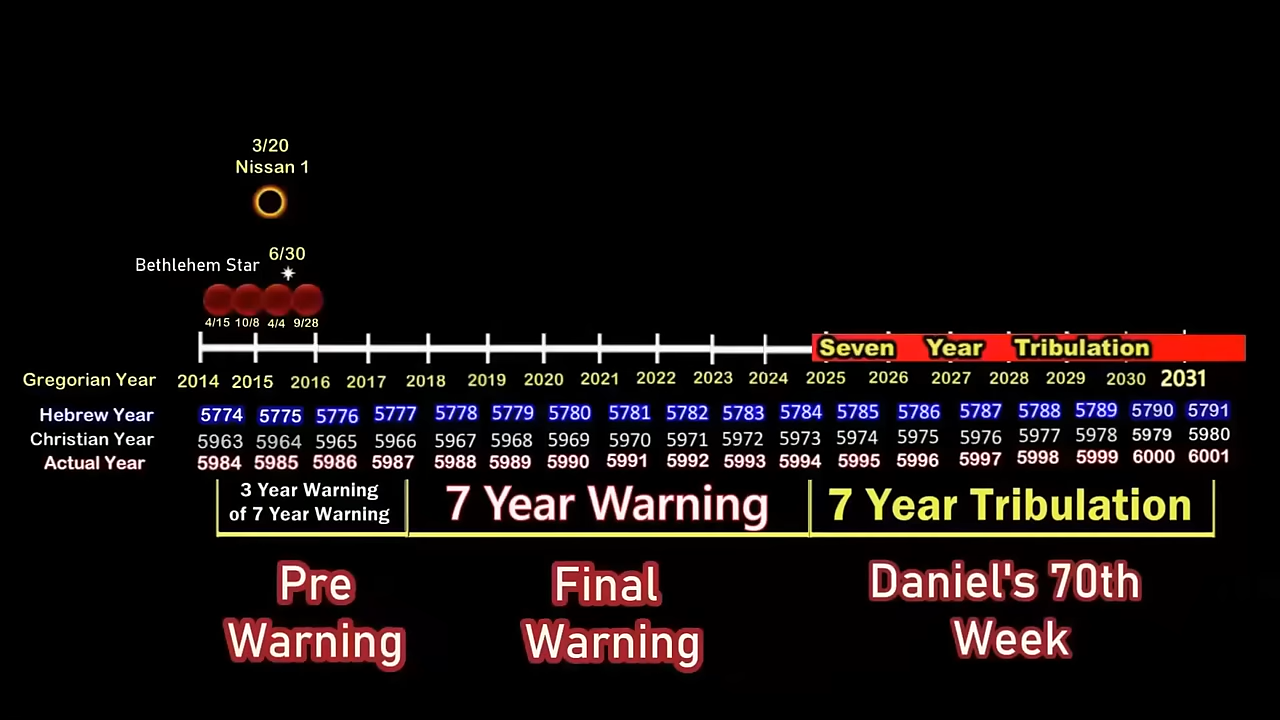 3/20
Nissan 1
6/30
Bethlehem Star
4/15 10/8 4/4 9/28
Seven Year Tribulation
Gregorian Year 2014 2015 2016 2017 2018 2019 2020 2021 2022 2023 2024 2025 2026 2027 2028 2029 2030 2031
Hebrew Year 5774 5775 5776 5777 5778 5779 5780 5781 5782 5783 5784 5785 5786 5787 5788 5789 5790 5791
Christian Year 5963 5964 5965 5966 5967 5968 5969 5970 5971 5972 5973 5974 5975 5976 5977 5978 5979 5980
Actual Year 5984 5985 5986 5987 5988 5989 5990 5991 5992 5993 5994 5995 5996 5997 5998 5999 6000 6001
3 Year Warning
of 7 Year Warning
7 Year Warning
7 Year Tribulation
Pre
Warning
Final
Warning
Daniel's 70th
Week